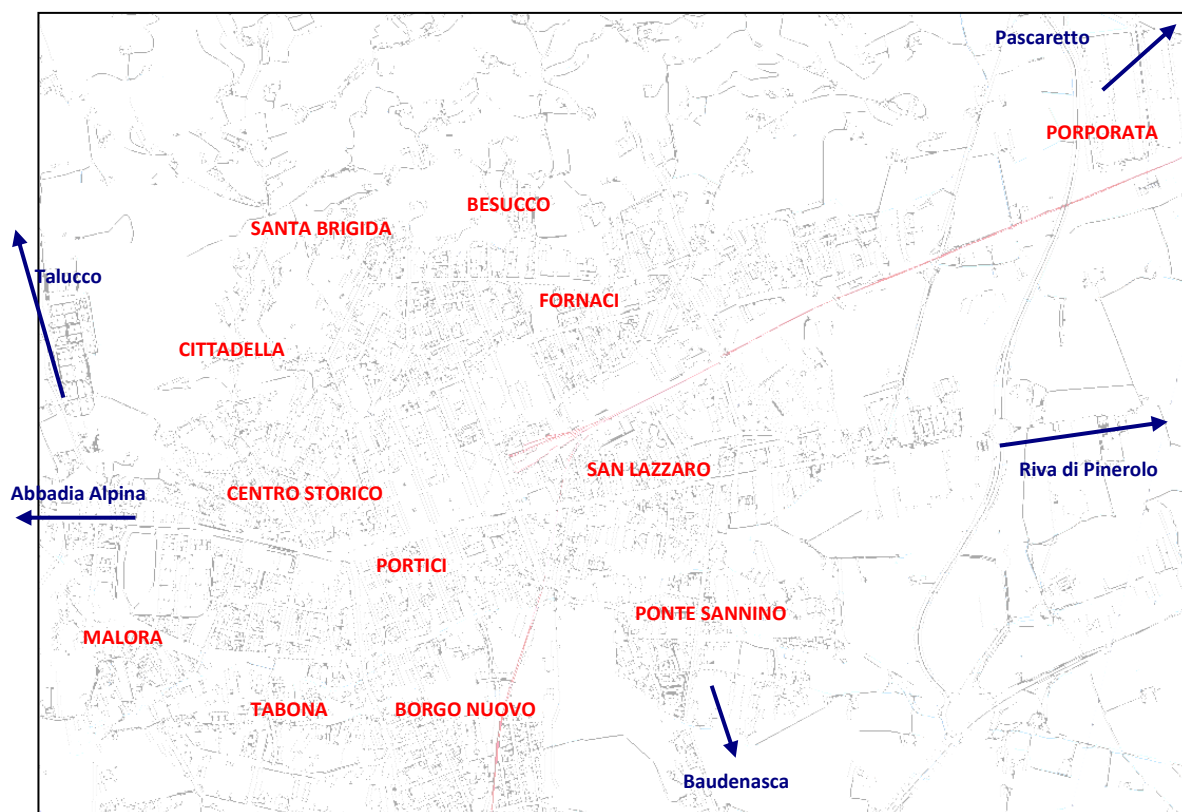 Pascaretto
PORPORATA
BESUCCO
SANTA BRIGIDA
Talucco
FORNACI
CITTADELLA
SAN LAZZARO
Riva di Pinerolo
Abbadia Alpina
CENTRO STORICO
PORTICI
PONTE SANNINO
MALORA
TABONA
BORGO NUOVO
Baudenasca